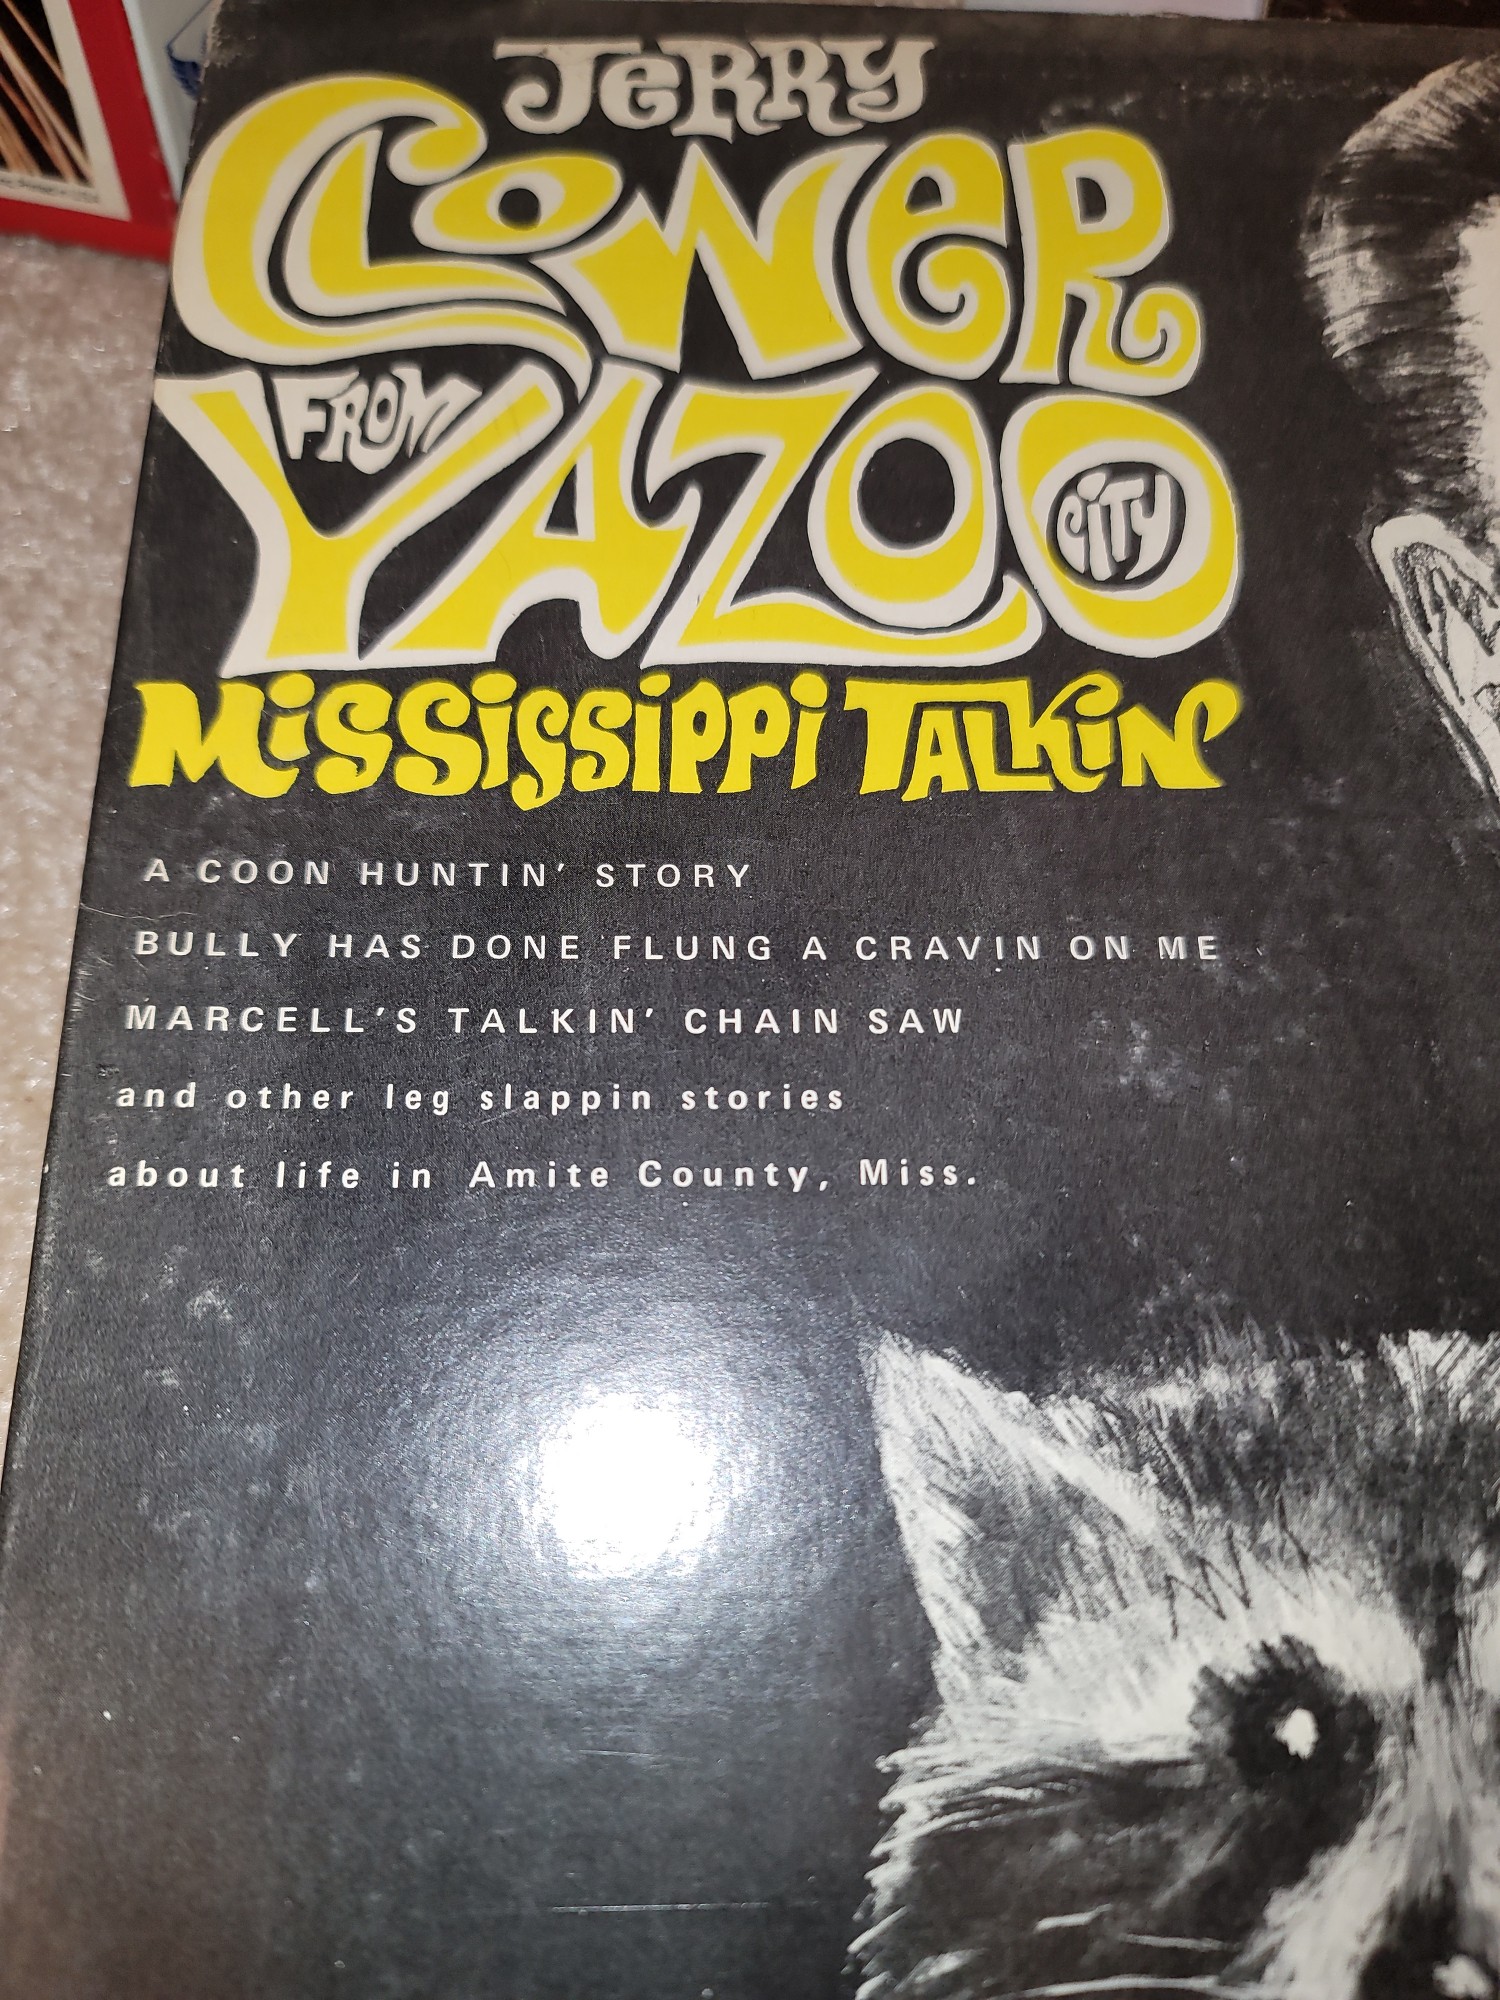 JeRRy
CLOWeR
FROM
YAZOO
CiTY
MiSSiSSiPPi TALKiN'
A COON HUNTIN' STORY
BULLY HAS DONE FLUNG A CRAVIN ON ME
MARCELL'S TALKIN' CHAIN SAW
and other leg slappin stories
about life in Amite County, Miss.